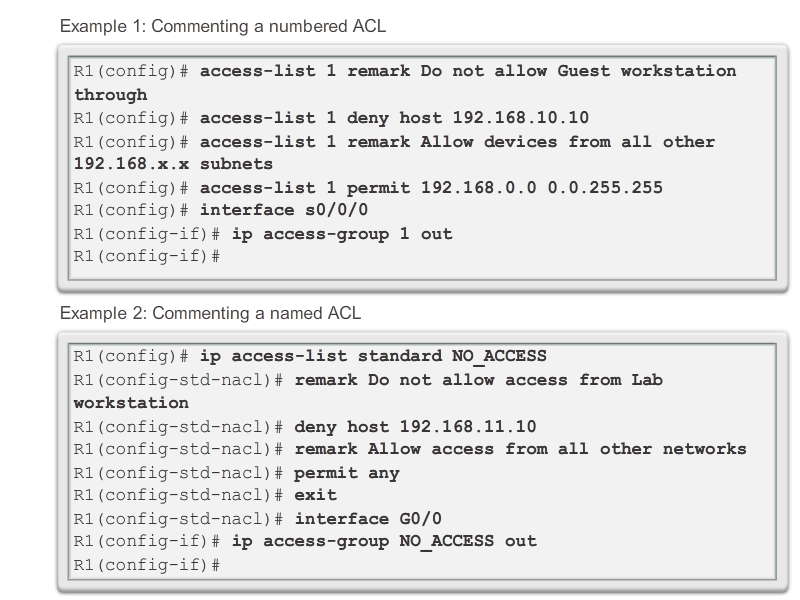 Example 1: Commenting a numbered ACL
R1(config)# access-list 1 remark Do not allow Guest workstation
through
R1(config)# access-list 1 deny host 192.168.10.10
R1(config)# access-list 1 remark Allow devices from all other
192.168.x.x subnets
R1(config)# access-list 1 permit 192.168.0.0 0.0.255.255
R1(config)# interface s0/0/0
R1(config-if)# ip access-group 1 out
R1(config-if)#
Example 2: Commenting a named ACL
R1(config)# ip access-list standard NO_ACCESS
R1(config-std-nacl)# remark Do not allow access from Lab
workstation
R1(config-std-nacl)# deny host 192.168.11.10
R1(config-std-nacl)# remark Allow access from all other networks
R1(config-std-nacl)# permit any
R1(config-std-nacl)# exit
R1(config-std-nacl)# interface G0/0
R1(config-if)# ip access-group NO_ACCESS out
R1(config-if)#